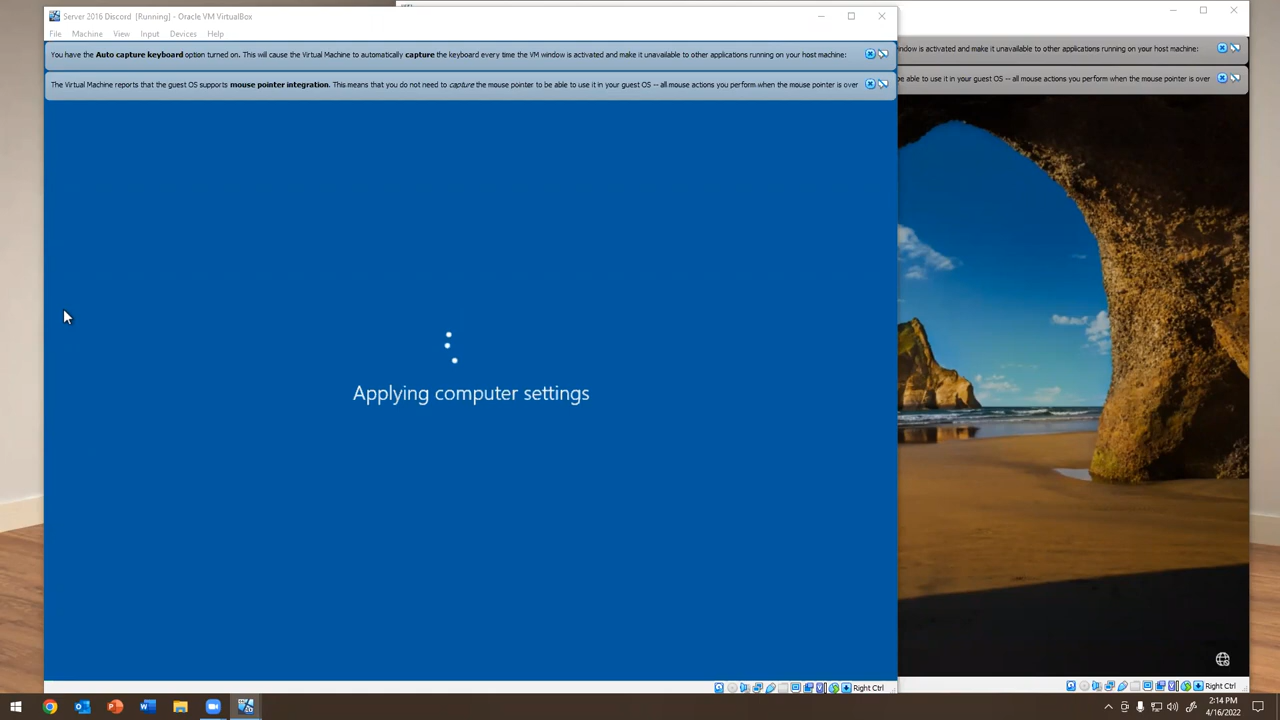 Server 2016 Discord [Running] - Oracle VM VirtualBox
File Machine View Input Devices Help
You have the Auto capture keyboard option turned on. This will cause the Virtual Machine to automatically capture the keyboard every time the VM window is activated and make it unavailable to other applications running on your host machine:
ndow is activated and make it unavailable to other applications running on your host machine:
The Virtual Machine reports that the guest OS supports mouse pointer integration. This means that you do not need to capture the mouse pointer to be able to use it in your guest OS -- all mouse actions you perform when the mouse pointer is over
be able to use it in your guest OS -- all mouse actions you perform when the mouse pointer is over
Applying computer settings
Right Ctrl
Right Ctrl
2:14 PM
4/16/2022